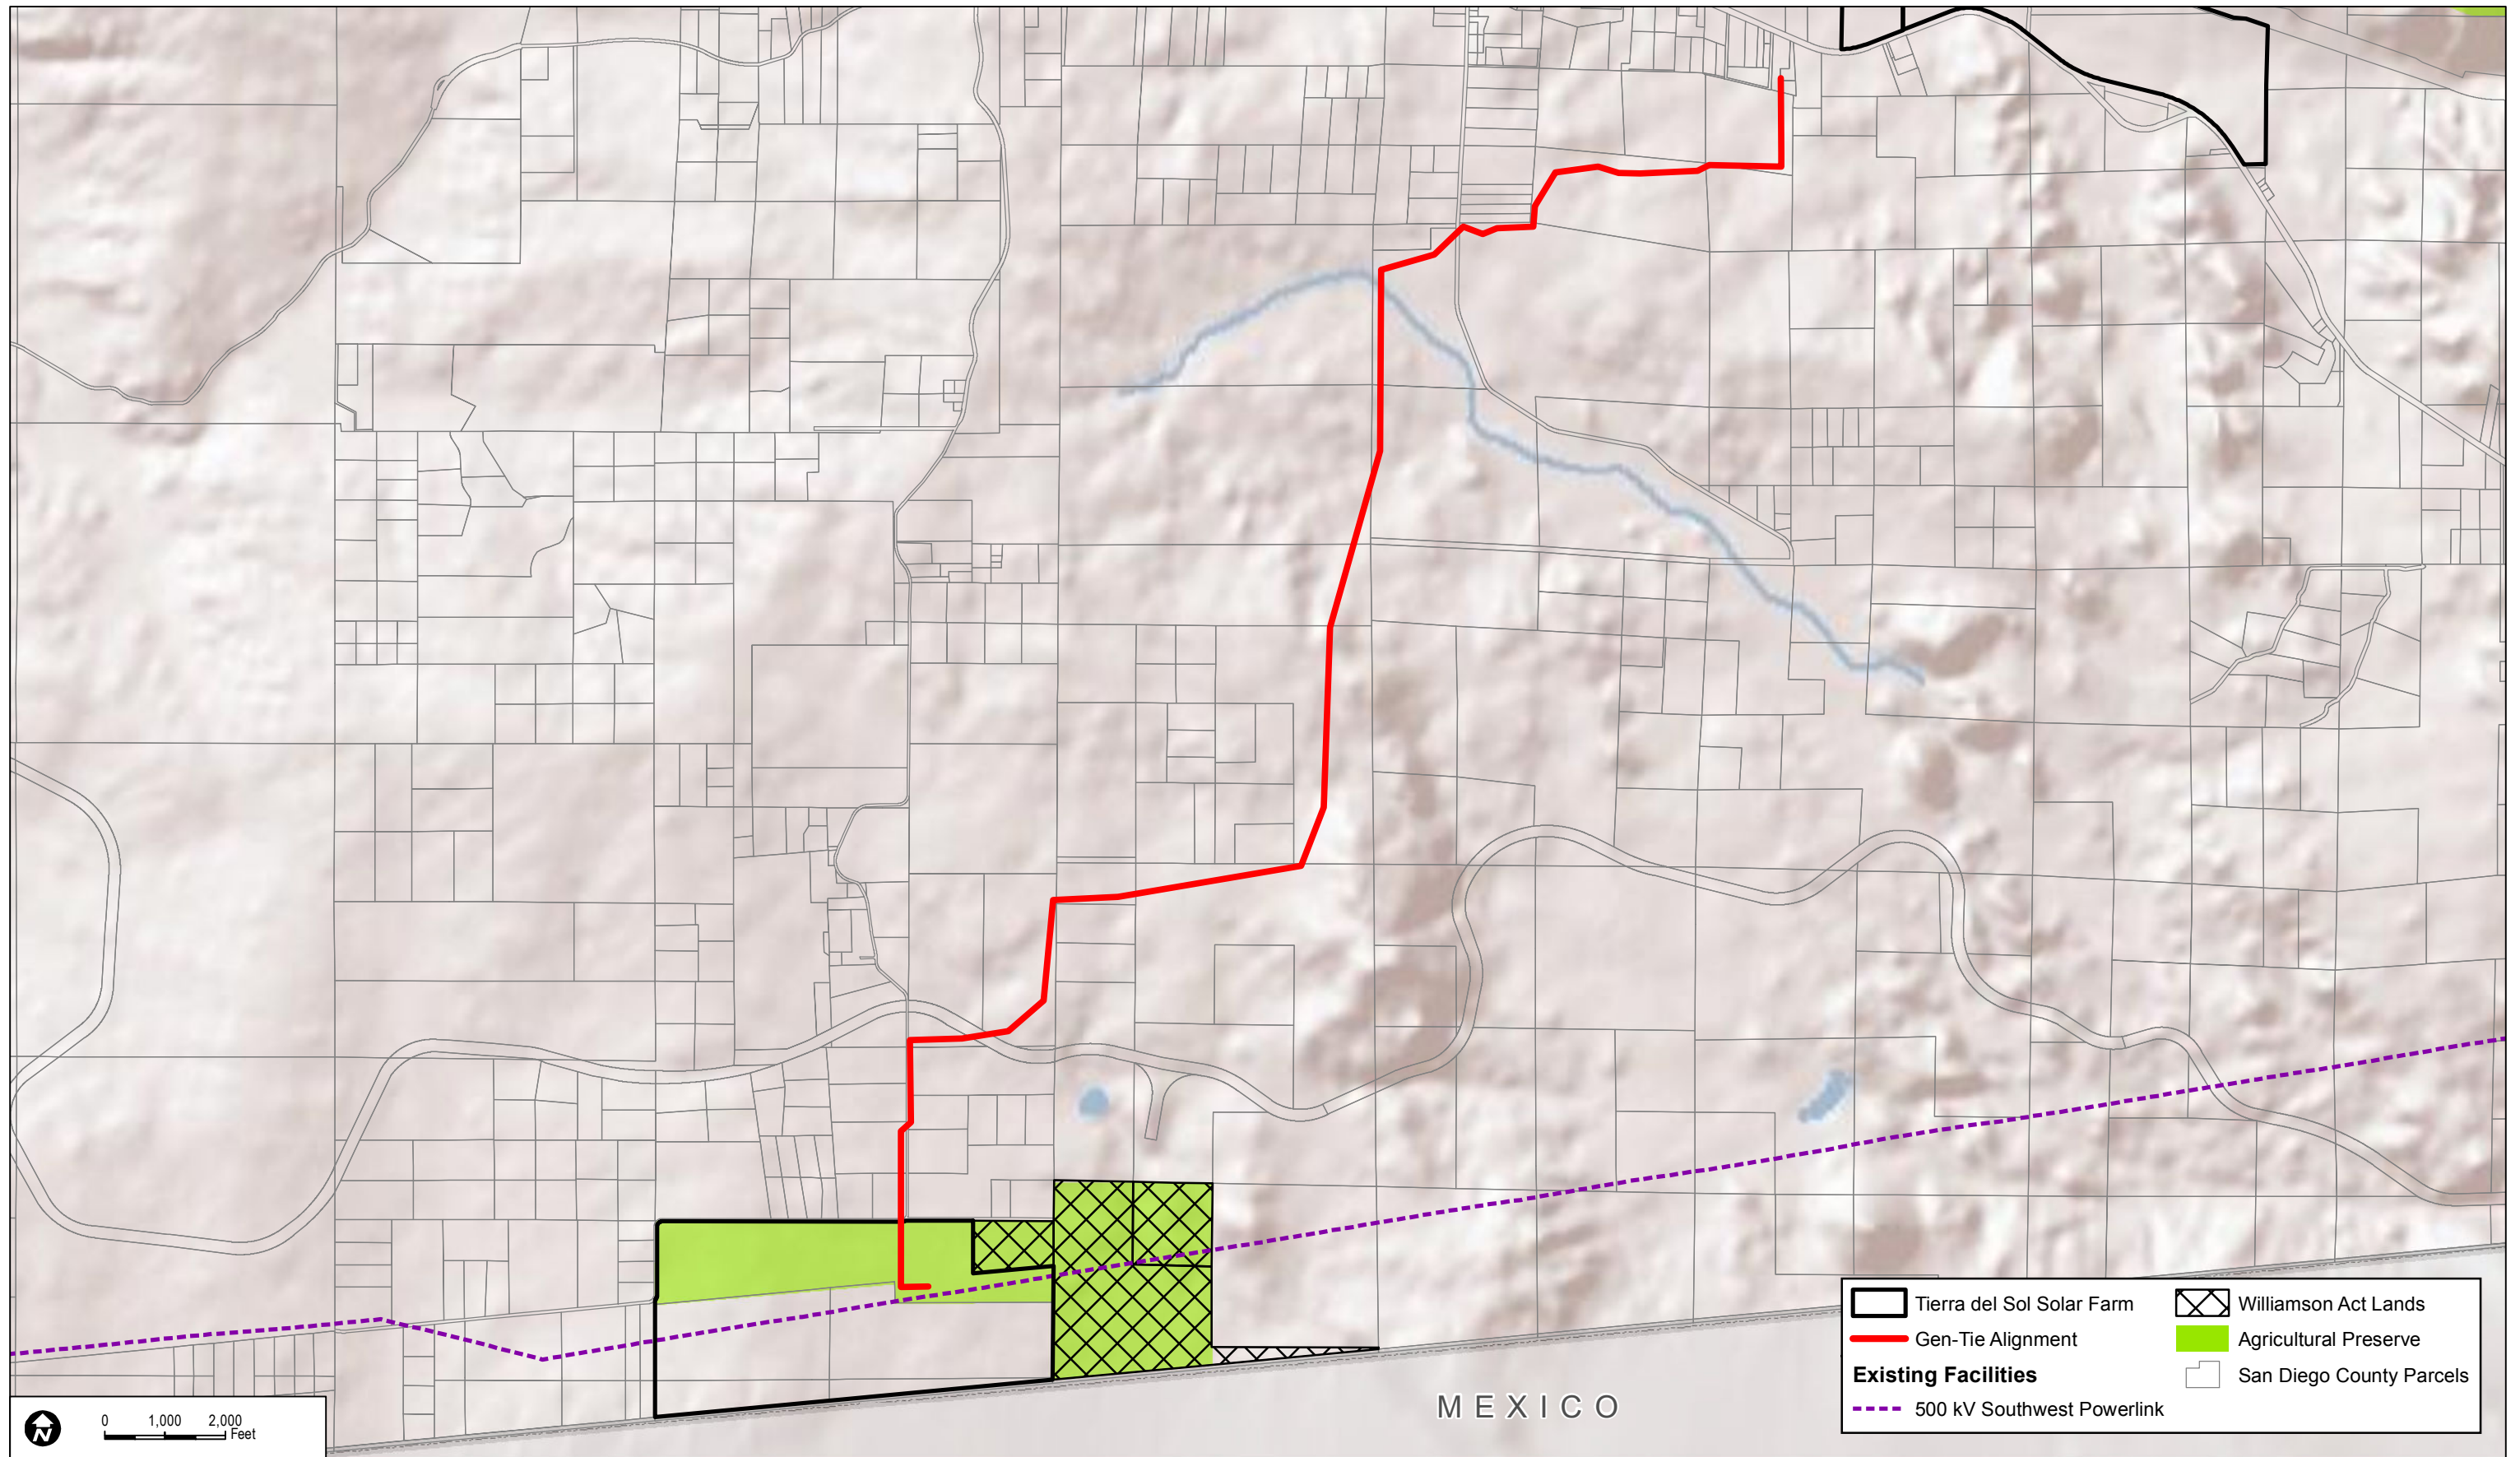 MEXICO
Tierra del Sol Solar Farm
Gen-Tie Alignment
Existing Facilities
500 kV Southwest Powerlink
Williamson Act Lands
Agricultural Preserve
San Diego County Parcels
N
0 1,000 2,000
Feet